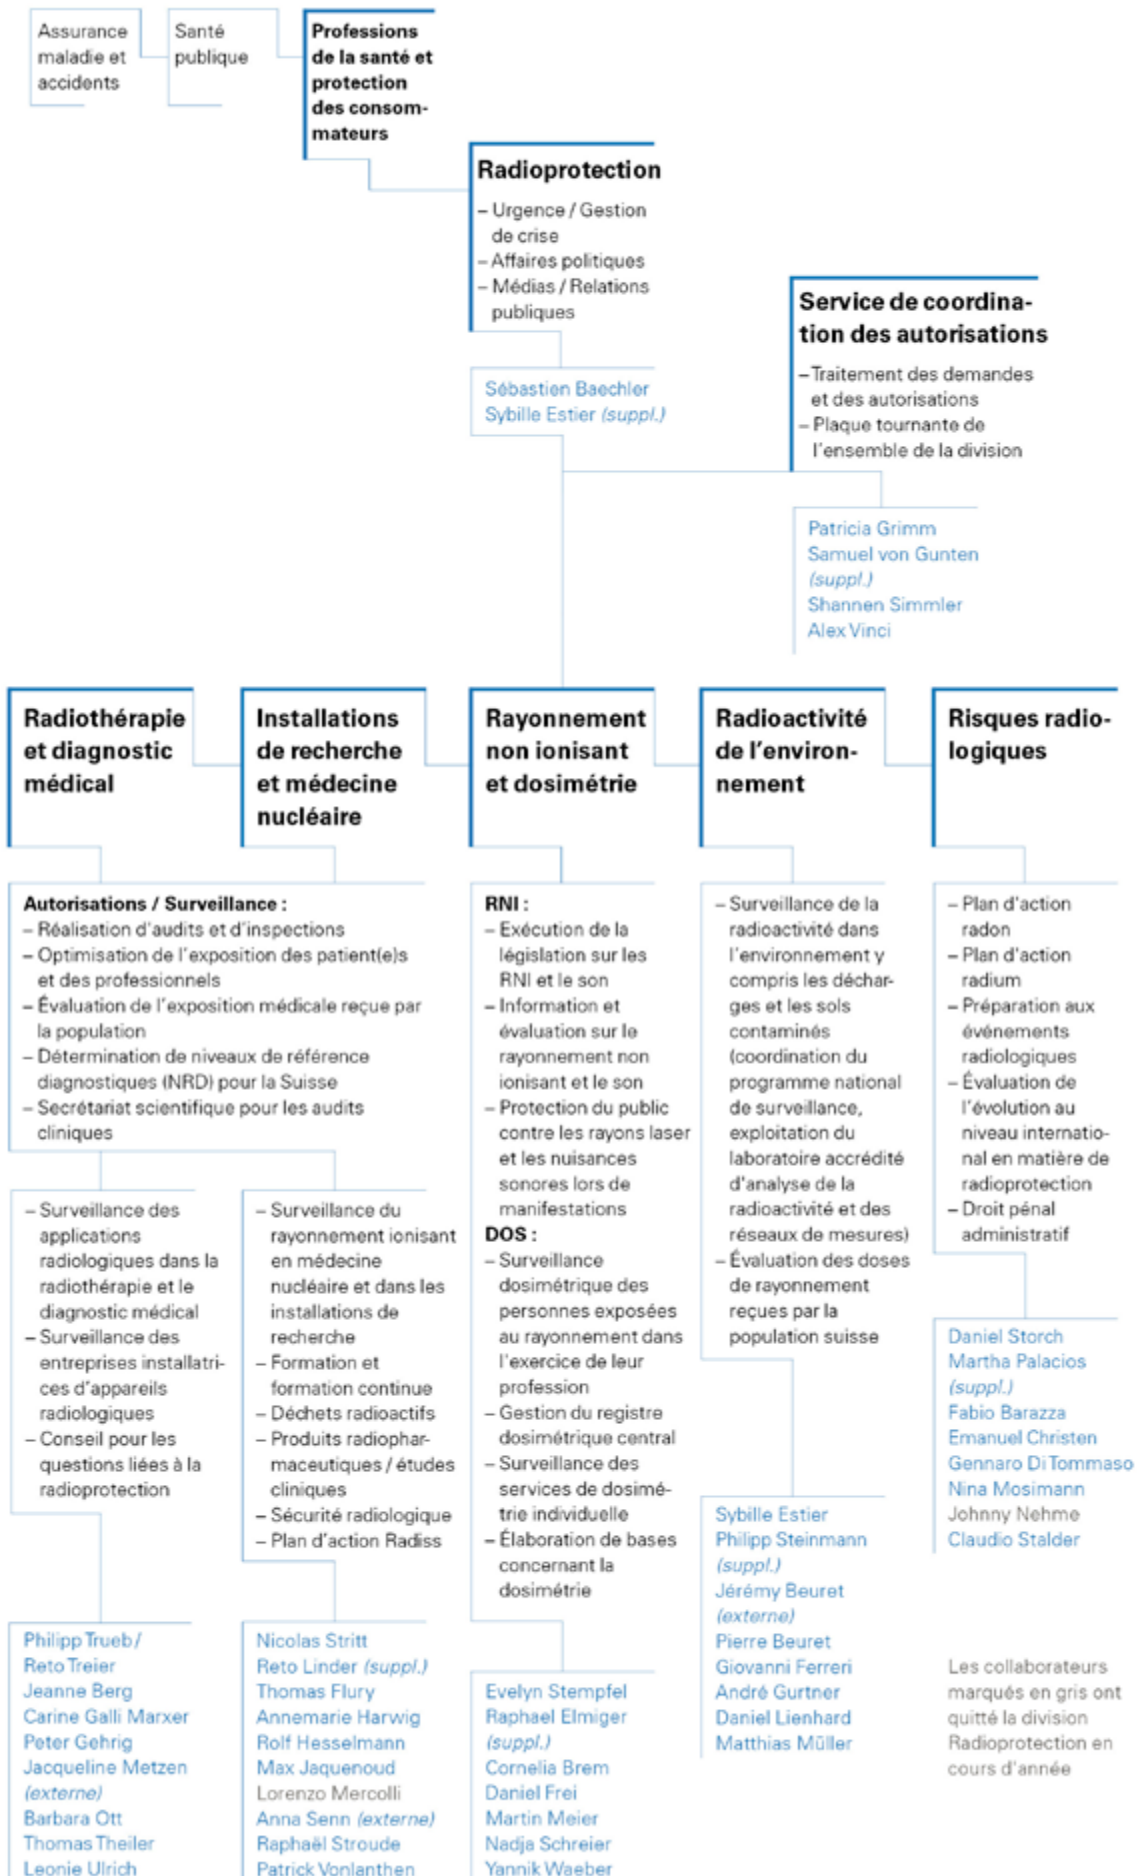 Assurance
maladie et
accidents
Santé
publique
Professions
de la santé et
protection
des consom-
mateurs
Radioprotection
– Urgence / Gestion
de crise
– Affaires politiques
– Médias / Relations
publiques
Sébastien Baechler
Sybille Estier (suppl.)
Service de coordina-
tion des autorisations
– Traitement des demandes
et des autorisations
– Plaque tournante de
l'ensemble de la division
Patricia Grimm
Samuel von Gunten
(suppl.)
Shannen Simmler
Alex Vinci
Radiothérapie
et diagnostic
médical
Installations
de recherche
et médecine
nucléaire
Rayonnement
non ionisant
et dosimétrie
Radioactivité
de l'environ-
nement
Risques radio-
logiques
Autorisations / Surveillance :
– Réalisation d'audits et d'inspections
– Optimisation de l'exposition des patient(e)s
et des professionnels
– Évaluation de l'exposition médicale reçue par
la population
– Détermination de niveaux de référence
diagnostiques (NRD) pour la Suisse
– Secrétariat scientifique pour les audits
cliniques
– Surveillance des
applications
radiologiques dans la
radiothérapie et le
diagnostic médical
– Surveillance des
entreprises installatri-
ces d'appareils
radiologiques
– Conseil pour les
questions liées à la
radioprotection
Philipp Trueb /
Reto Treier
Jeanne Berg
Carine Galli Marxer
Peter Gehrig
Jacqueline Metzen
(externe)
Barbara Ott
Thomas Theiler
Leonie Ulrich
– Surveillance du
rayonnement ionisant
en médecine
nucléaire et dans les
installations de
recherche
– Formation et
formation continue
– Déchets radioactifs
– Produits radiophar-
maceutiques / études
cliniques
– Sécurité radiologique
– Plan d'action Radiss
Nicolas Stritt
Reto Linder (suppl.)
Thomas Flury
Annemarie Harwig
Rolf Hesselmann
Max Jaquenoud
Lorenzo Mercolli
Anna Senn (externe)
Raphaël Stroude
Patrick Vonlanthen
RNI :
– Exécution de la
législation sur les
RNI et le son
– Information et
évaluation sur le
rayonnement non
ionisant et le son
– Protection du public
contre les rayons laser
et les nuisances
sonores lors de
manifestations
DOS :
– Surveillance
dosimétrique des
personnes exposées
au rayonnement dans
l'exercice de leur
profession
– Gestion du registre
dosimétrique central
– Surveillance des
services de dosimé-
trie individuelle
– Élaboration de bases
concernant la
dosimétrie
Evelyn Stempfel
Raphael Elmiger
(suppl.)
Cornelia Brem
Daniel Frei
Martin Meier
Nadja Schreier
Yannik Waeber
– Surveillance de la
radioactivité dans
l'environnement y
compris les déchar-
ges et les sols
contaminés
(coordination du
programme national
de surveillance,
exploitation du
laboratoire accrédité
d'analyse de la
radioactivité et des
réseaux de mesures)
– Évaluation des doses
de rayonnement
reçues par la
population suisse
Sybille Estier
Philipp Steinmann
(suppl.)
Jérémy Beuret
(externe)
Pierre Beuret
Giovanni Ferreri
André Gurtner
Daniel Lienhard
Matthias Müller
– Plan d'action
radon
– Plan d'action
radium
– Préparation aux
événements
radiologiques
– Évaluation de
l'évolution au
niveau internatio-
nal en matière de
radioprotection
– Droit pénal
administratif
Daniel Storch
Martha Palacios
(suppl.)
Fabio Barazza
Emanuel Christen
Gennaro Di Tommaso
Nina Mosimann
Johnny Nehme
Claudio Stalder
Les collaborateurs
marqués en gris ont
quitté la division
Radioprotection en
cours d'année